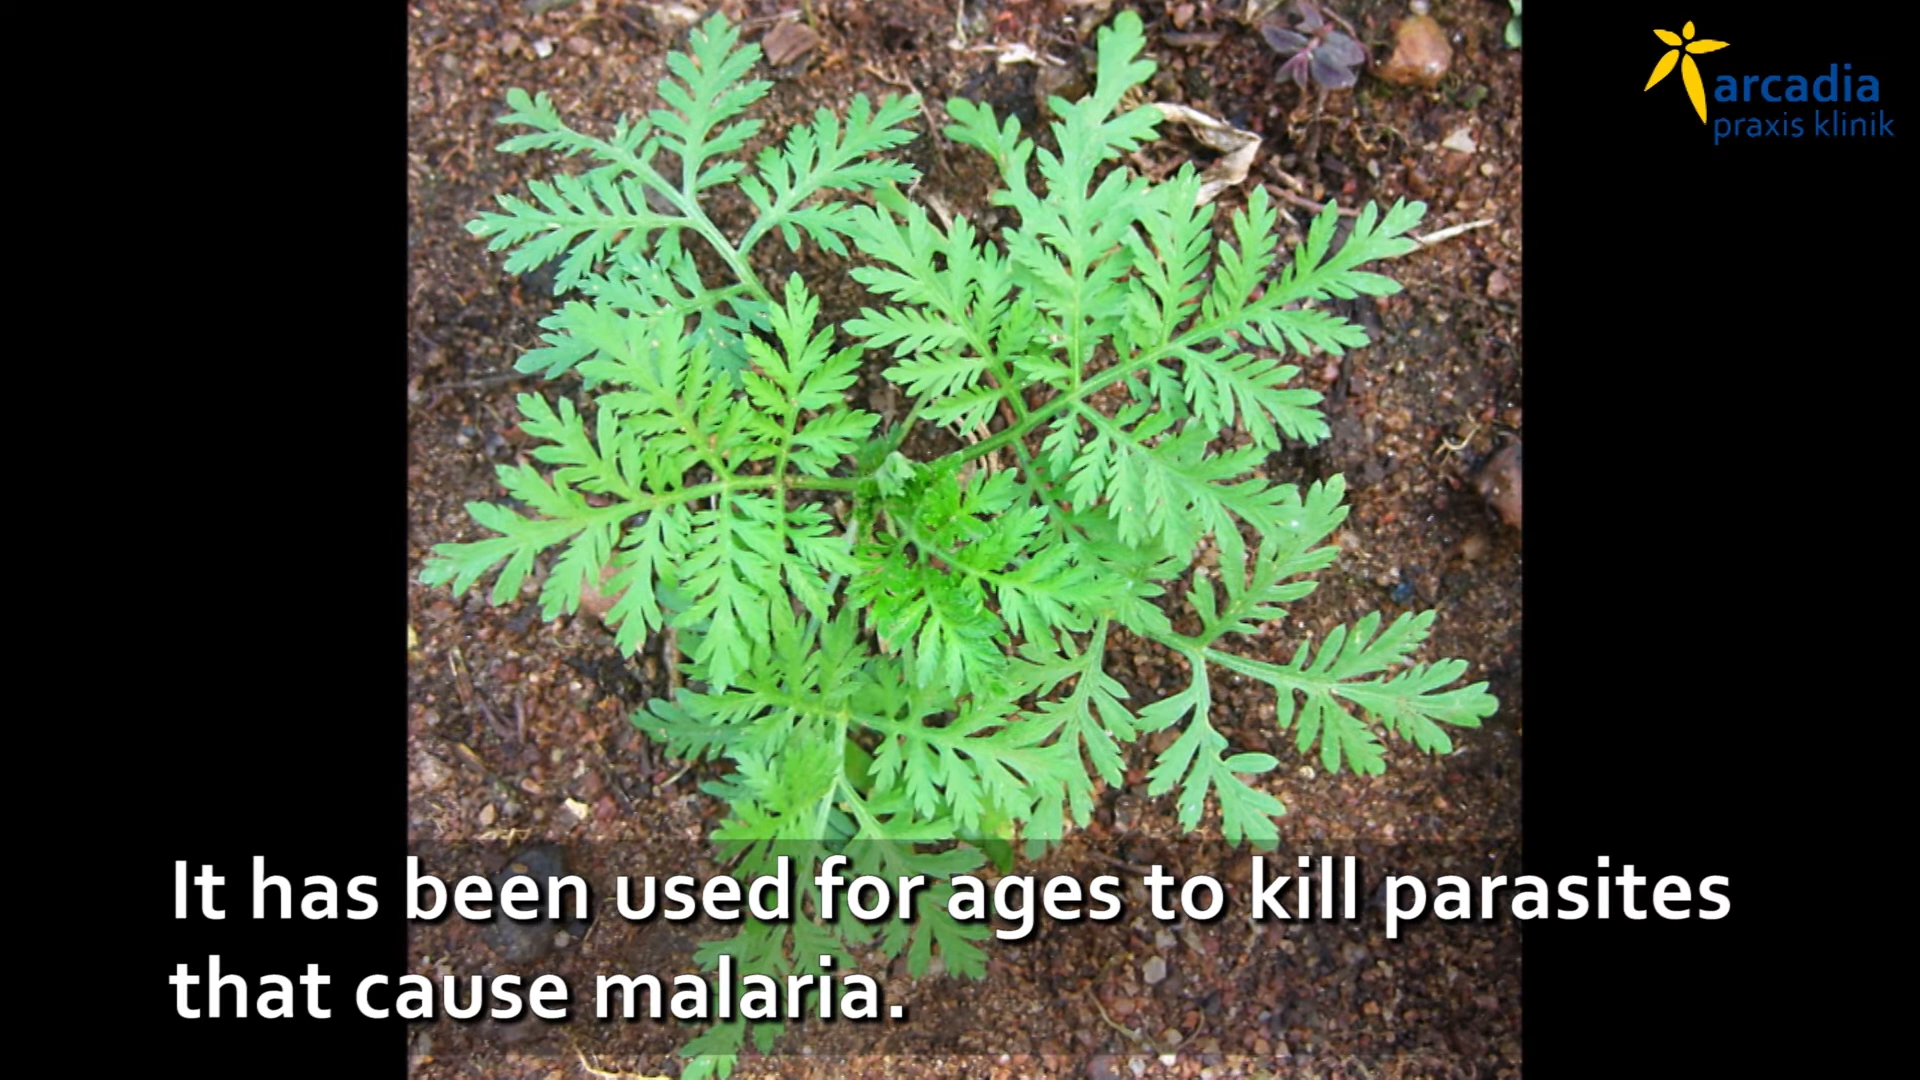 arcadia
praxis klinik
It has been used for ages to kill parasites
that cause malaria.